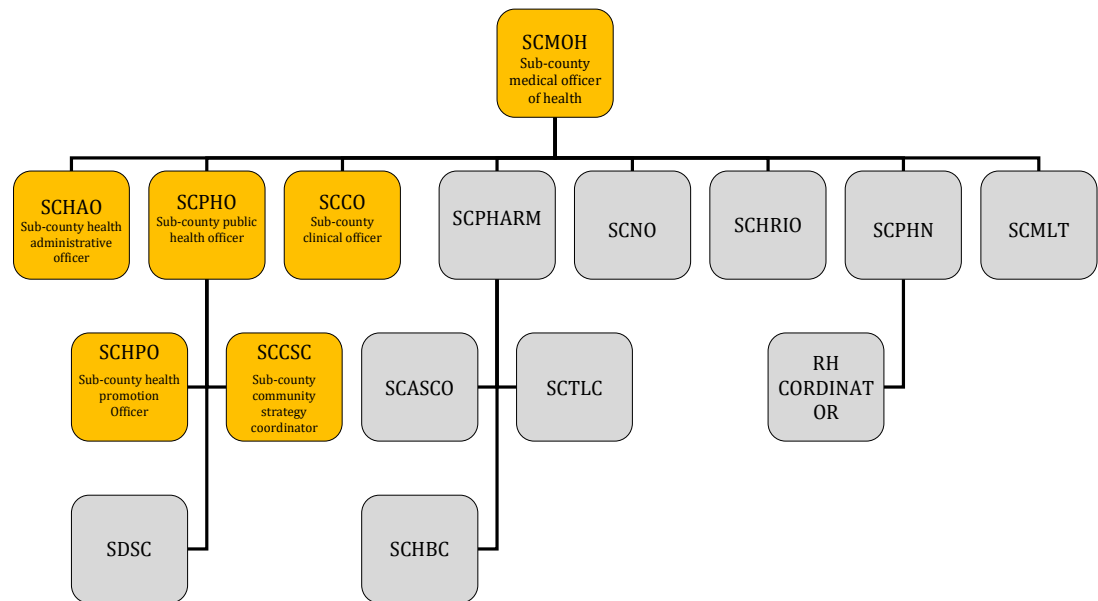 SCMOH
Sub-county
medical officer
of health
SCHAO
Sub-county health
administrative
officer
SCPHO
Sub-county public
health officer
SCCO
Sub-county
clinical officer
SCPHARM
SCNO
SCHRIO
SCPHN
SCMLT
SCHPO
Sub-county health
promotion
Officer
SCCSC
Sub-county
community
strategy
coordinator
SCASCO
SCTLC
RH
CORDINAT
OR
SDSC
SCHBC